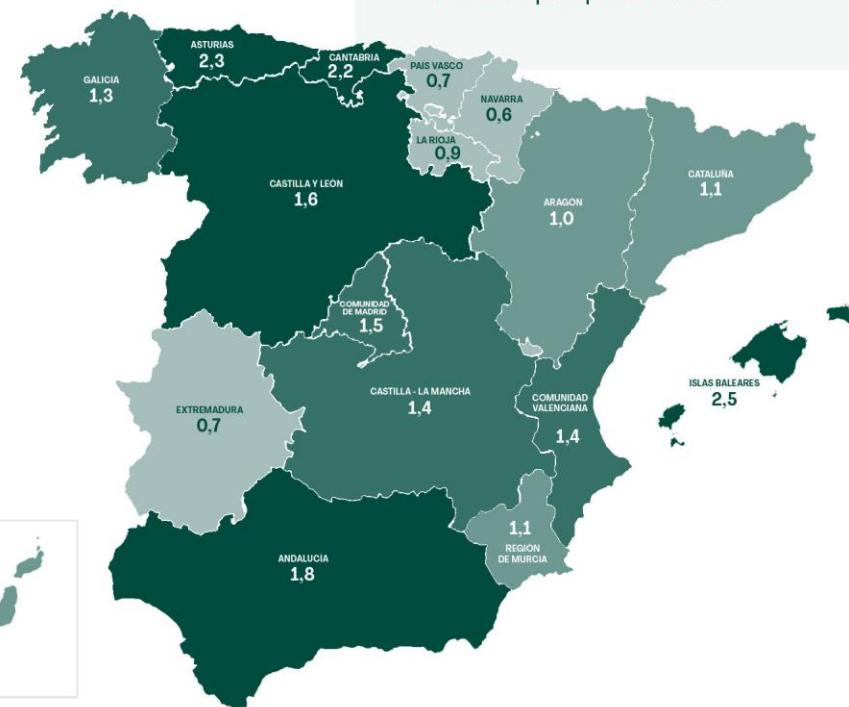 ASTURIAS
2,3
CANTABRIA
2,2
PAIS VASCO
0,7
GALICIA
1,3
NAVARRA
0,6
LA RIOJA
0,9
CASTILLA Y LEÓN
1,6
CATALUÑA
1,1
ARAGÓN
1,0
COMUNIDAD
DE MADRID
1,5
ISLAS BALEARES
2,5
CASTILLA - LA MANCHA
1,4
COMUNIDAD
VALENCIANA
1,4
EXTREMADURA
0,7
1,1
REGIÓN
DE MURCIA
ANDALUCÍA
1,8